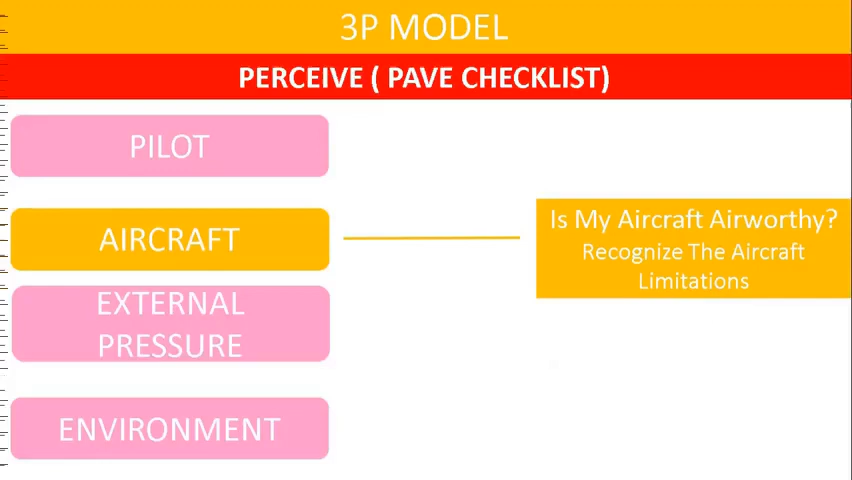 3P MODEL
PERCEIVE ( PAVE CHECKLIST)
PILOT
AIRCRAFT
Is My Aircraft Airworthy?
Recognize The Aircraft
Limitations
EXTERNAL
PRESSURE
ENVIRONMENT